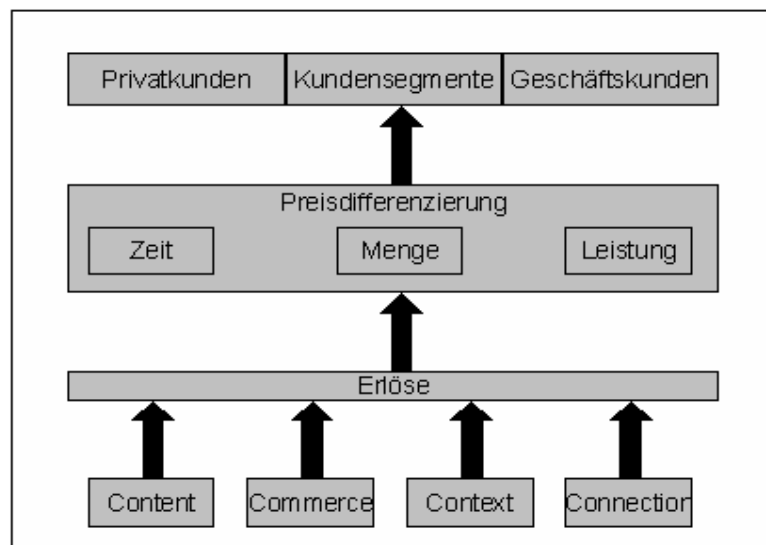 Privatkunden Kundensegmente Geschäftskunden
Preisdifferenzierung
Zeit Menge Leistung
Erlöse
Content Commerce Context Connection